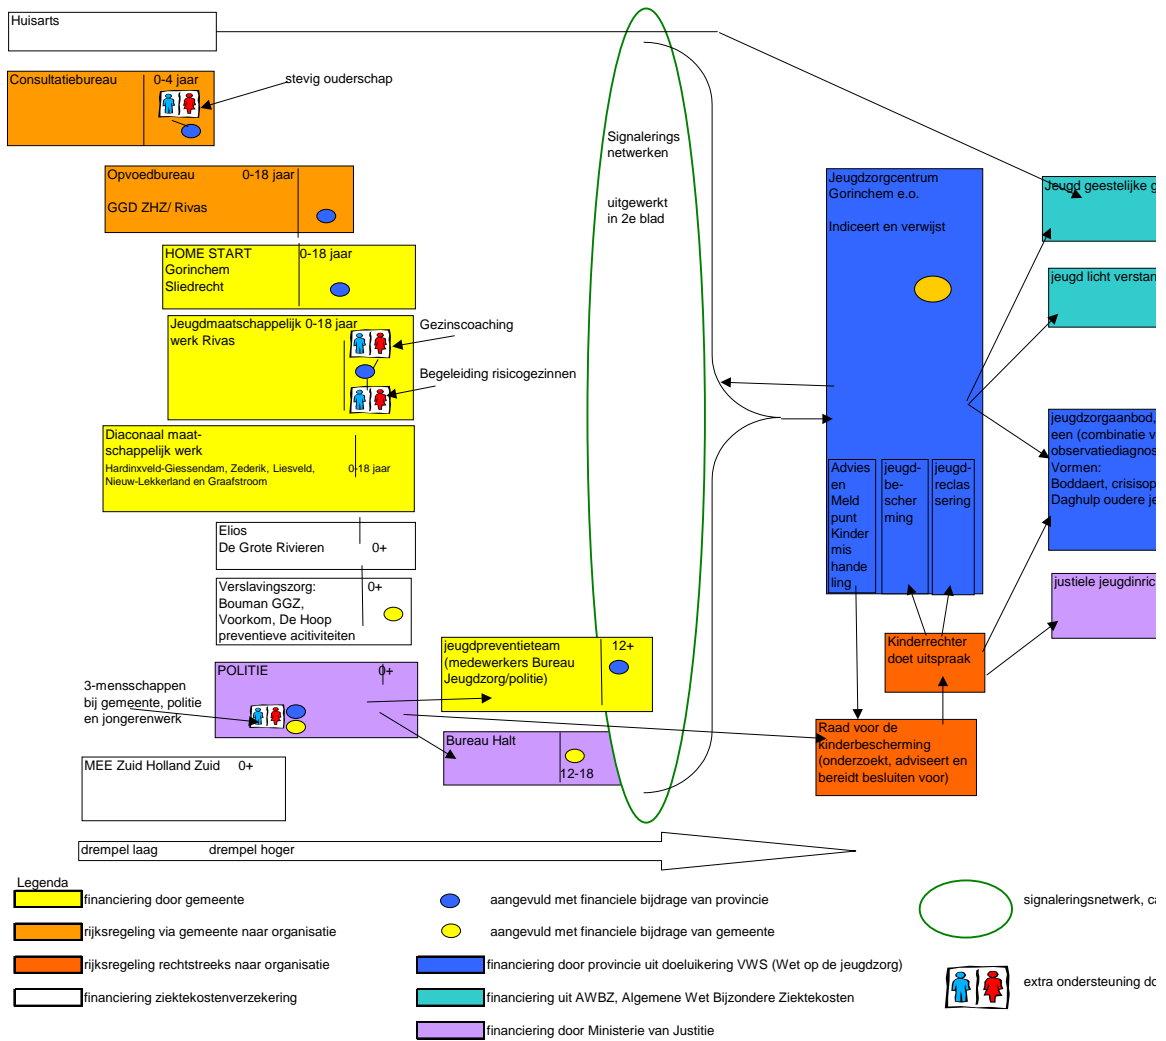 Huisarts
Consultatiebureau 0-4 jaar
stevig ouderschap
Opvoedbureau 0-18 jaar
GGD ZHZ/ Rivas
HOME START 0-18 jaar
Gorinchem
Sliedrecht
Jeugdmaatschappelijk 0-18 jaar
werk Rivas
Gezinscoaching
Begeleiding risicogezinnen
Diaconaal maat-
schappelijk werk
Hardinxveld-Giessendam, Zederik, Liesveld, 0-18 jaar
Nieuw-Lekkerland en Graafstroom
Elios
De Grote Rivieren 0+
Verslavingszorg: 0+
Bouman GGZ,
Voorkom, De Hoop
preventieve acitiviteiten
POLITIE 0+
3-mensschappen
bij gemeente, politie
en jongerenwerk
MEE Zuid Holland Zuid 0+
jeugdpreventieteam 12+
(medewerkers Bureau
Jeugdzorg/politie)
Bureau Halt
12-18
Signalerings
netwerken
uitgewerkt
in 2e blad
Jeugdzorgcentrum
Gorinchem e.o.
Indiceert en verwijst
Advies
en
Meld
punt
Kinder
mis
hande
ling
jeugd-
be-
scher
ming
jeugd-
reclas
sering
Kinderrechter
doet uitspraak
Raad voor de
kinderbescherming
(onderzoekt, adviseert en
bereidt besluiten voor)
Jeugd geestelijke g
jeugd licht verstan
jeugdzorgaanbod,
een (combinatie v
observatiediagnos
Vormen:
Boddaert, crisisop
Daghulp oudere je
justiele jeugdinric
drempel laag drempel hoger
Legenda
financiering door gemeente
rijksregeling via gemeente naar organisatie
rijksregeling rechtstreeks naar organisatie
financiering ziektekostenverzekering
aangevuld met financiele bijdrage van provincie
aangevuld met financiele bijdrage van gemeente
financiering door provincie uit doeluikering VWS (Wet op de jeugdzorg)
financiering uit AWBZ, Algemene Wet Bijzondere Ziektekosten
financiering door Ministerie van Justitie
signaleringsnetwerk, ca
extra ondersteuning do